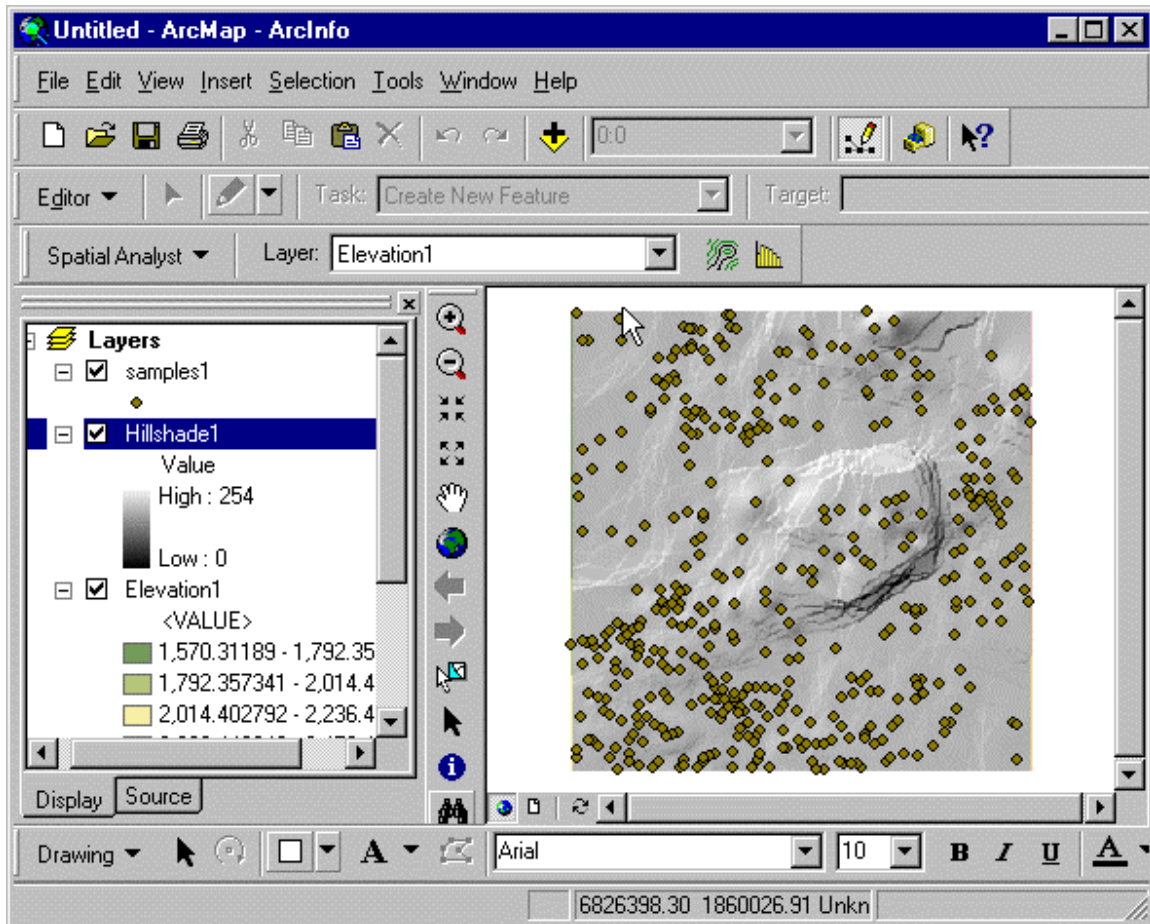 Untitled - ArcMap - ArcInfo
File Edit View Insert Selection Tools Window Help
0:0
Editor Task: Create New Feature Target:
Spatial Analyst Layer: Elevation1
Layers
samples1
Hillshade1
Value
High : 254
Low : 0
Elevation1
<VALUE>
1,570.31189 - 1,792.35
1,792.357341 - 2,014.4
2,014.402792 - 2,236.4
Display Source
Drawing A Arial 10 B I U A
6826398.30 1860026.91 Unkn